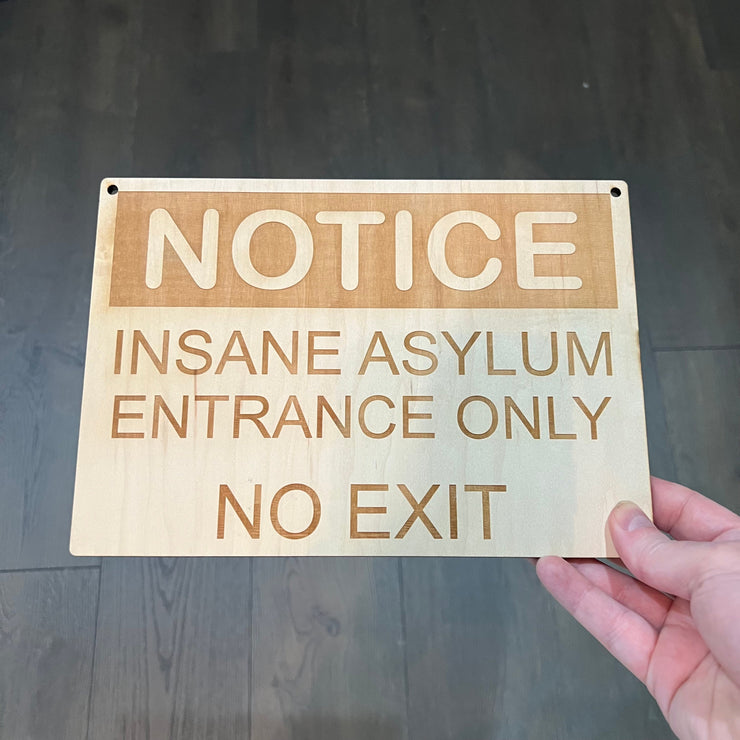 NOTICE
INSANE ASYLUM
ENTRANCE ONLY
NO EXIT